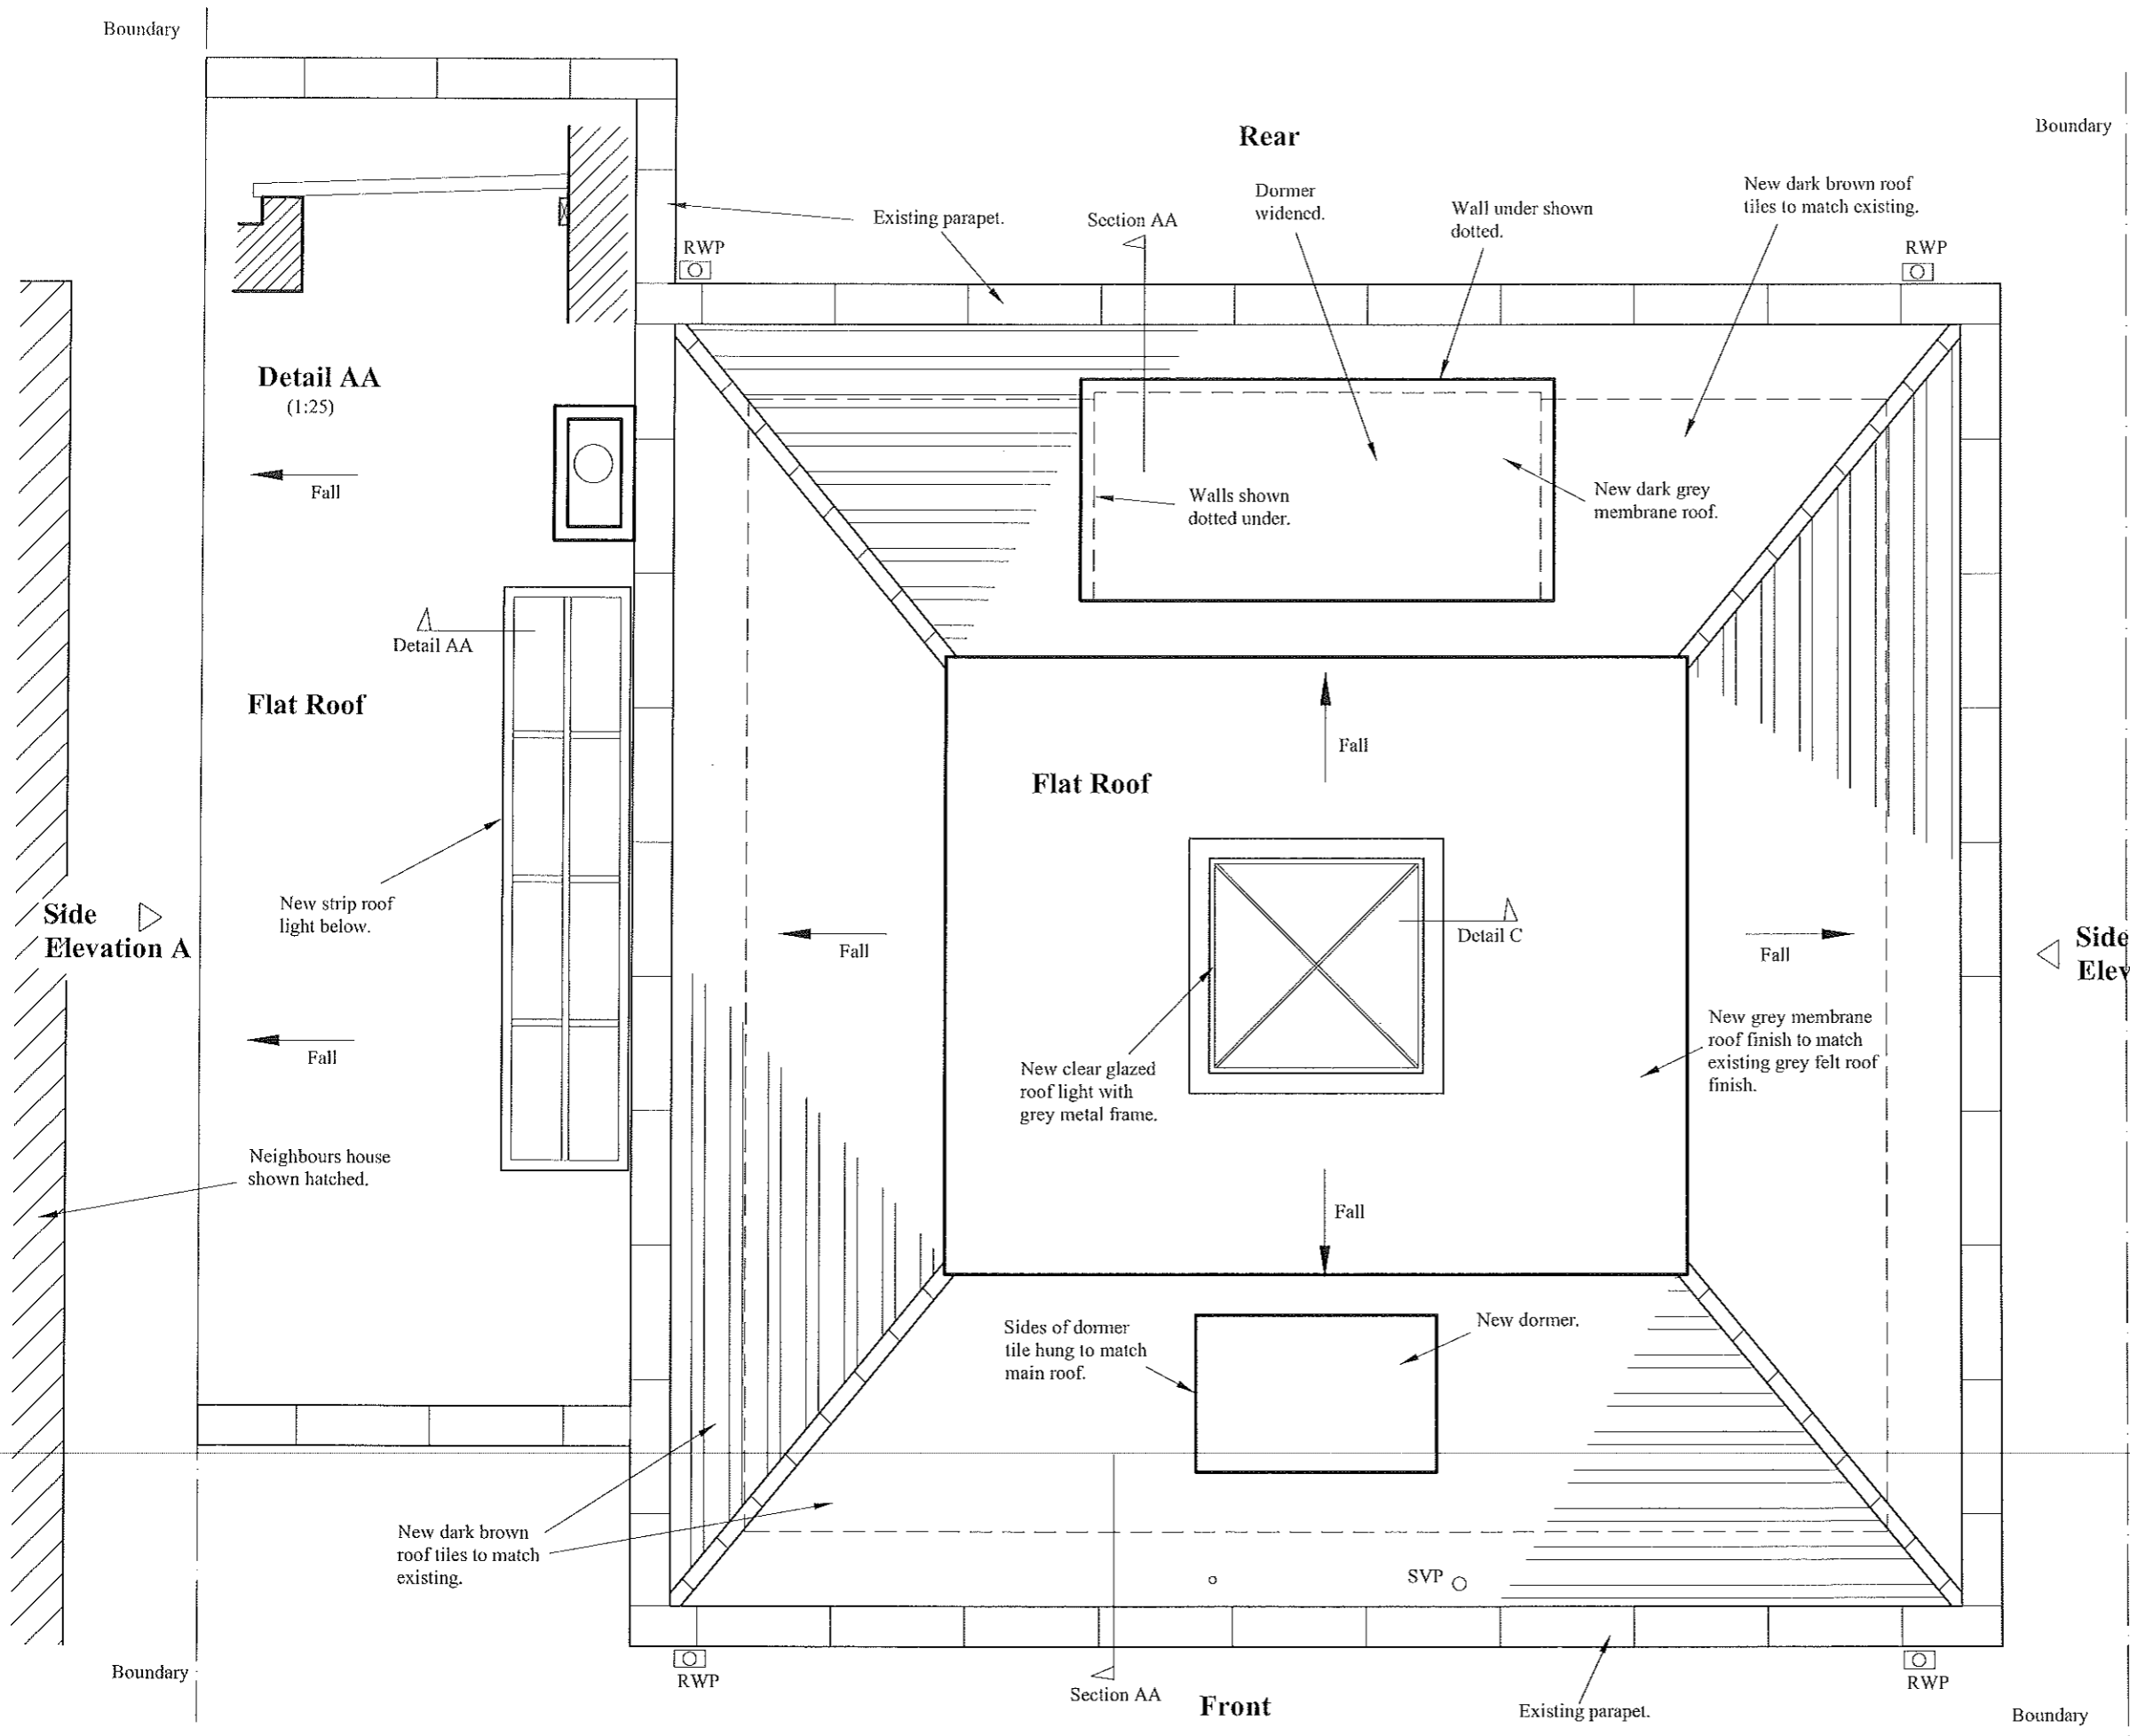 Boundary
Boundary
Rear
Dormer
widened.
Wall under shown
dotted.
New dark brown roof
tiles to match existing.
Existing parapet.
Section AA
RWP
RWP
Detail AA
(1:25)
Fall
Walls shown
dotted under.
New dark grey
membrane roof.
Detail AA
Flat Roof
Fall
Flat Roof
New strip roof
light below.
Side
Elevation A
Fall
Detail C
Fall
Side
Elev
Fall
New clear glazed
roof light with
grey metal frame.
New grey membrane
roof finish to match
existing grey felt roof
finish.
Neighbours house
shown hatched.
Fall
Sides of dormer
tile hung to match
main roof.
New dormer.
New dark brown
roof tiles to match
existing.
SVP
Boundary
RWP
Section AA
Front
Existing parapet.
RWP
Boundary